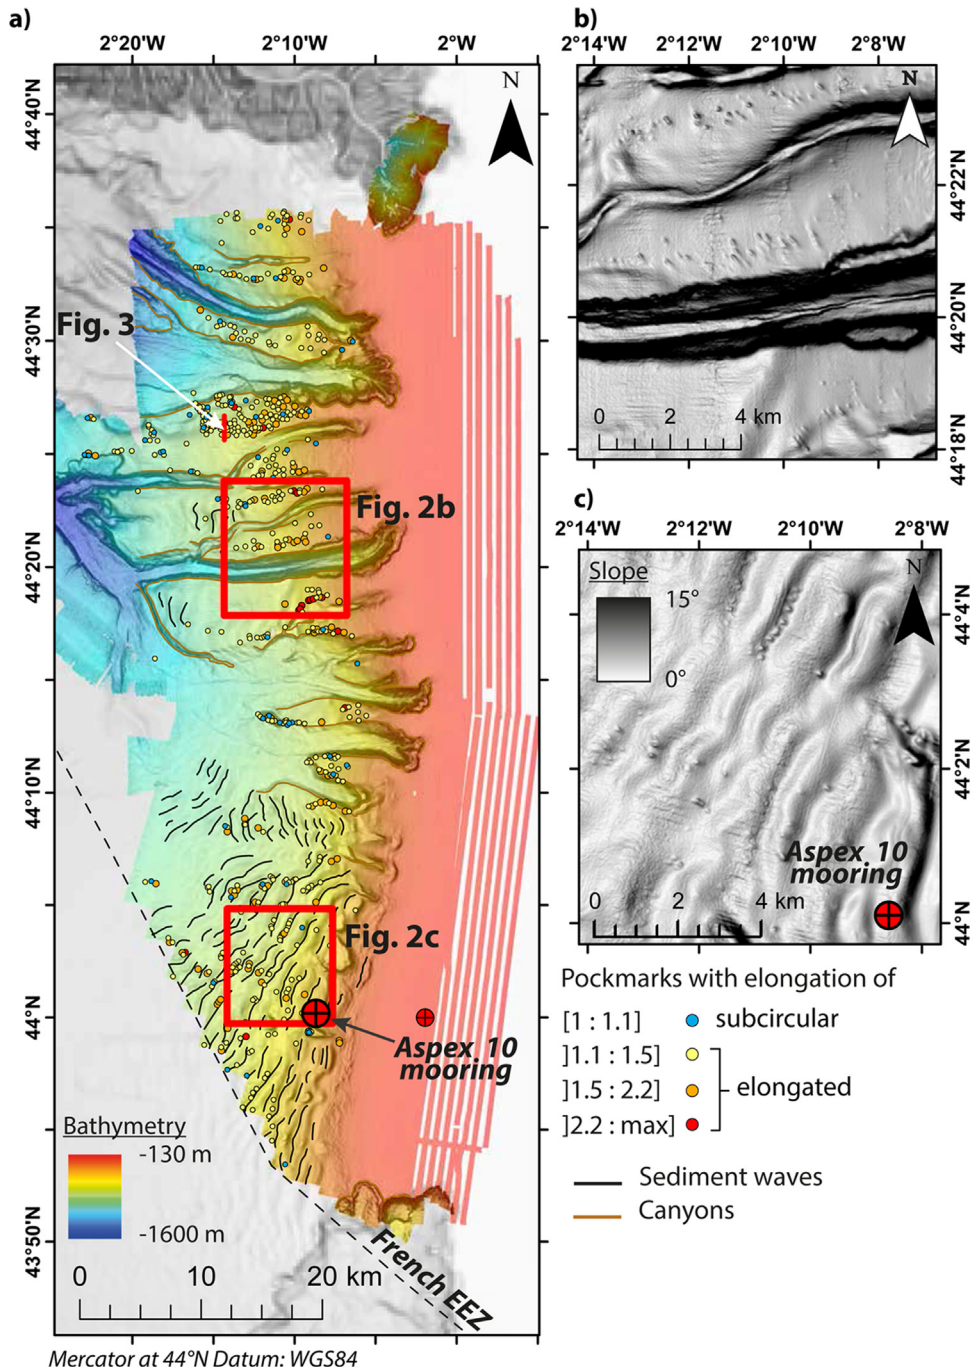 a)
2°20'W 2°10'W 2°W
N
44°40'N
44°30'N
44°20'N
44°10'N
44°N
43°50'N
Fig. 3
Fig. 2b
Fig. 2c
Aspex 10
mooring
Bathymetry
-130 m
-1600 m
0 10 20 km
French EEZ
Mercator at 44°N Datum: WGS84
b)
2°14'W 2°12'W 2°10'W 2°8'W
N
44°22'N
44°20'N
44°18'N
0 2 4 km
c)
2°14'W 2°12'W 2°10'W 2°8'W
Slope
15°
0°
N
44°4'N
44°2'N
44°N
Aspex 10
mooring
0 2 4 km
Pockmarks with elongation of
[1 : 1.1] subcircular
]1.1 : 1.5]
]1.5 : 2.2] elongated
]2.2 : max]
Sediment waves
Canyons